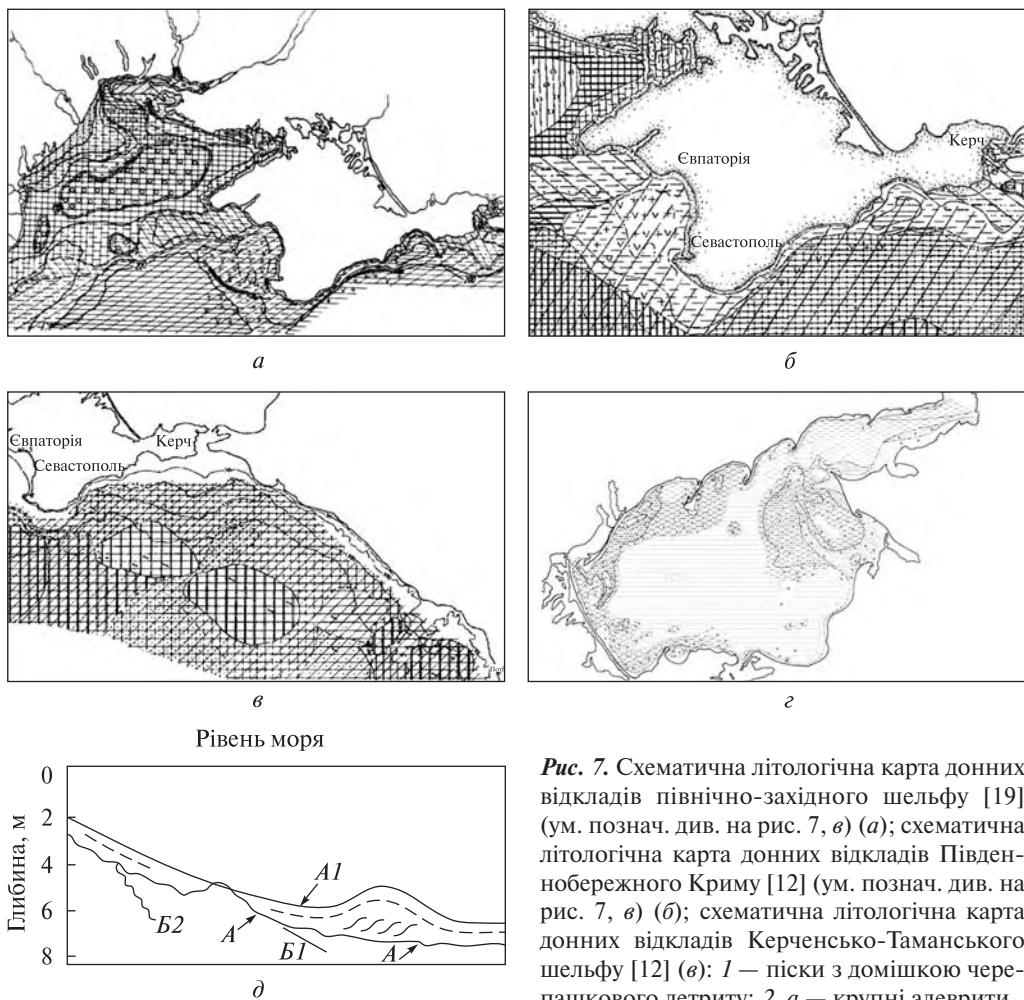 Євпаторія
Керч
Севастополь
а
б
Євпаторія
Керч
Севастополь
в
г
Рівень моря
Глибина, м
0
2
4
6
8
А1
Б2
А
Б1
А
д
Рис. 7. Схематична літологічна карта донних
відкладів північно-західного шельфу [19]
(ум. познач. див. на рис. 7, в) (а); схематична
літологічна карта донних відкладів Півден-
нобережного Криму [12] (ум. познач. див. на
рис. 7, в) (б); схематична літологічна карта
донних відкладів Керченсько-Таманського
шельфу [12] (в): 1 — піски з домішкою чере-
пашкового детриту; 2, а — крупні алеврити